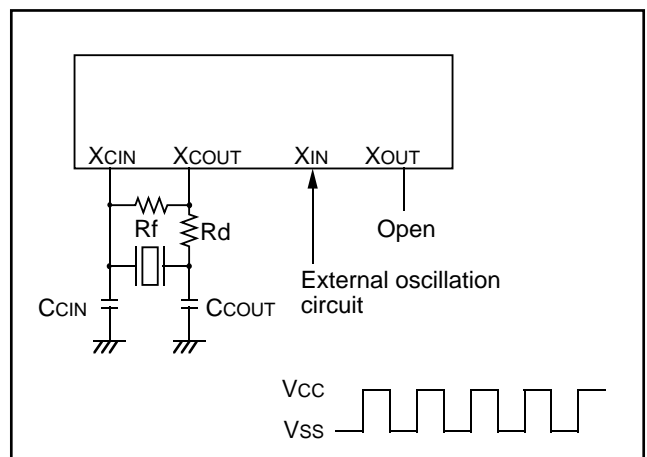 XCIN XCOUT XIN XOUT
Rf Rd
Open
External oscillation
circuit
CCIN CCOUT
VCC
VSS